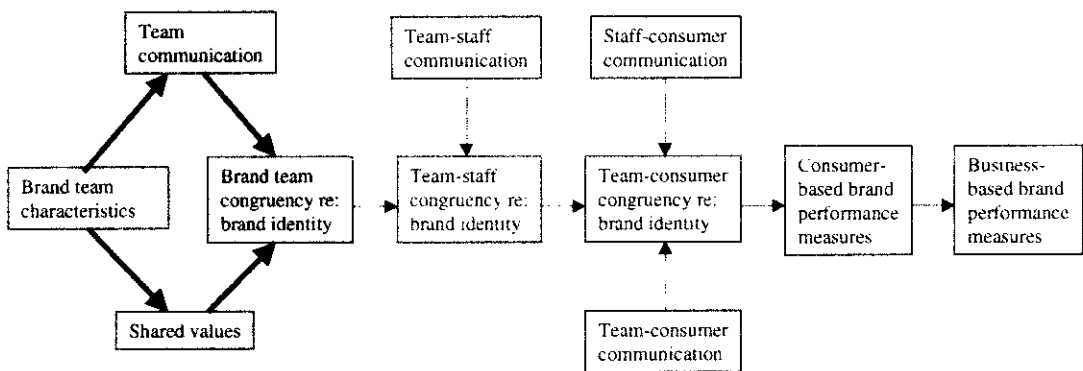 Team
communication
Team-staff
communication
Staff-consumer
communication
Brand team
characteristics
Brand team
congruency re:
brand identity
Team-staff
congruency re:
brand identity
Team-consumer
congruency re:
brand identity
Consumer-
based brand
performance
measures
Business-
based brand
performance
measures
Shared values
Team-consumer
communication